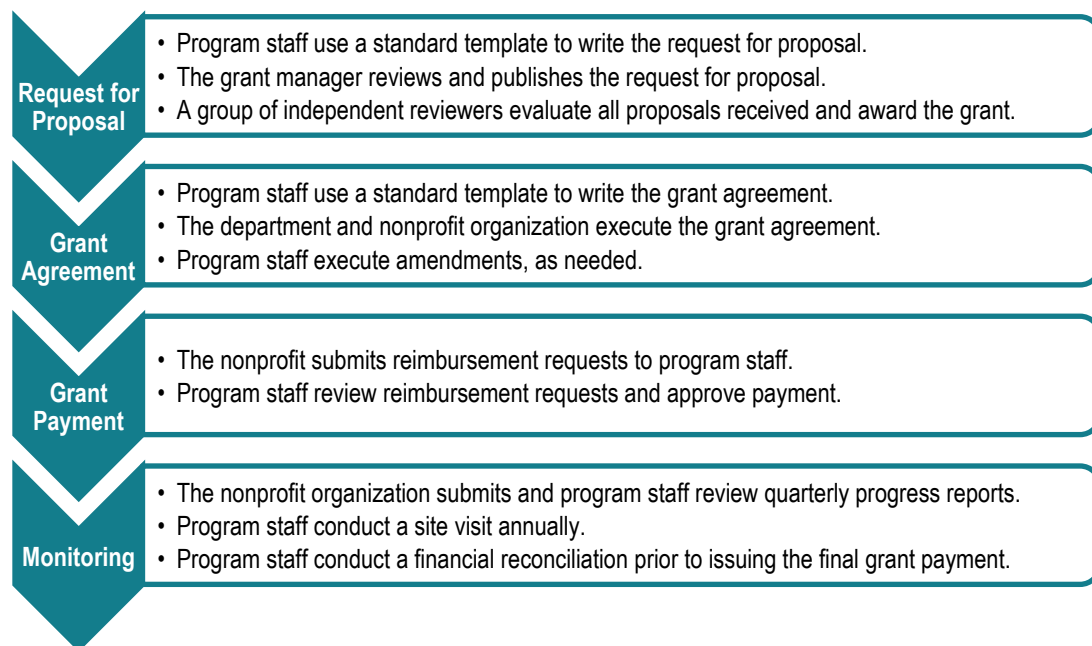 Request for
Proposal
• Program staff use a standard template to write the request for proposal.
• The grant manager reviews and publishes the request for proposal.
• A group of independent reviewers evaluate all proposals received and award the grant.
Grant
Agreement
• Program staff use a standard template to write the grant agreement.
• The department and nonprofit organization execute the grant agreement.
• Program staff execute amendments, as needed.
Grant
Payment
• The nonprofit submits reimbursement requests to program staff.
• Program staff review reimbursement requests and approve payment.
Monitoring
• The nonprofit organization submits and program staff review quarterly progress reports.
• Program staff conduct a site visit annually.
• Program staff conduct a financial reconciliation prior to issuing the final grant payment.